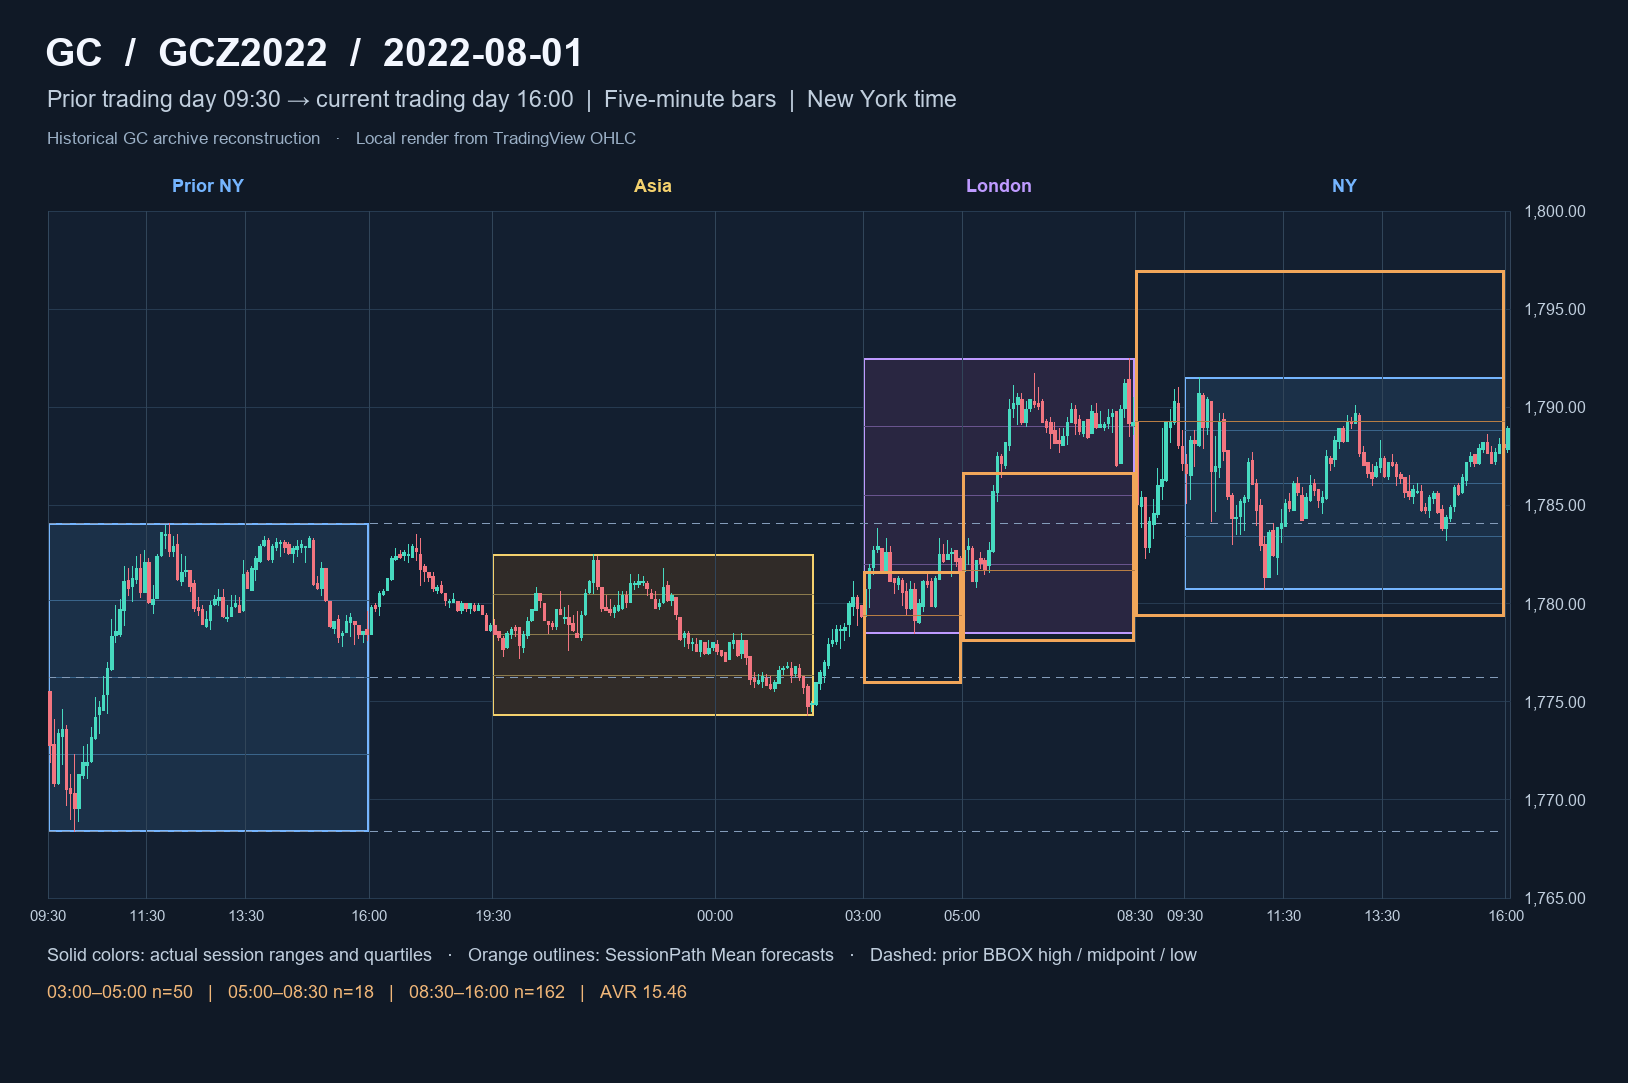 GC / GCZ2022 / 2022-08-01
Prior trading day 09:30 → current trading day 16:00 | Five-minute bars | New York time
Historical GC archive reconstruction · Local render from TradingView OHLC
Prior NY Asia London NY
1,800.00
1,795.00
1,790.00
1,785.00
1,780.00
1,775.00
1,770.00
1,765.00
09:30 11:30 13:30 16:00 19:30 00:00 03:00 05:00 08:30 09:30 11:30 13:30 16:00
Solid colors: actual session ranges and quartiles · Orange outlines: SessionPath Mean forecasts · Dashed: prior BBOX high / midpoint / low
03:00–05:00 n=50 | 05:00–08:30 n=18 | 08:30–16:00 n=162 | AVR 15.46